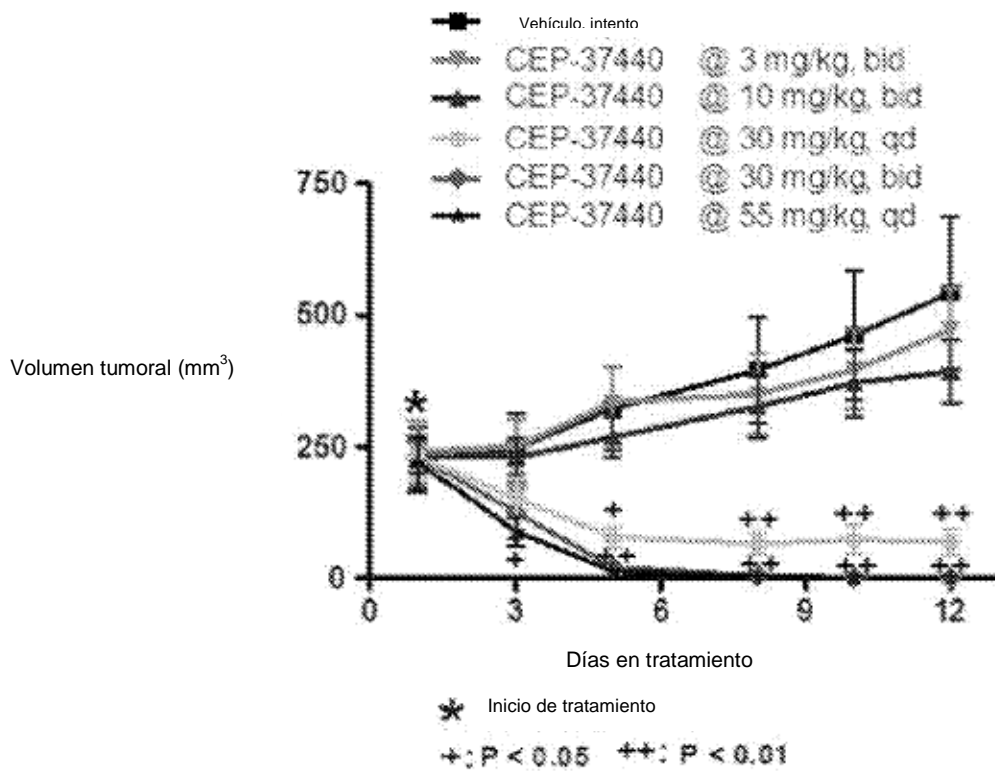 Vehículo, intento
CEP-37440 @ 3 mg/kg, bid
CEP-37440 @ 10 mg/kg, bid
CEP-37440 @ 30 mg/kg, qd
CEP-37440 @ 30 mg/kg, bid
CEP-37440 @ 55 mg/kg, qd
750
500
Volumen tumoral (mm³)
*
250
+ ++ ++ ++
+ ++ ++ ++ ++
0
0 3 6 9 12
Días en tratamiento
* Inicio de tratamiento
+: P < 0.05 ++: P < 0.01